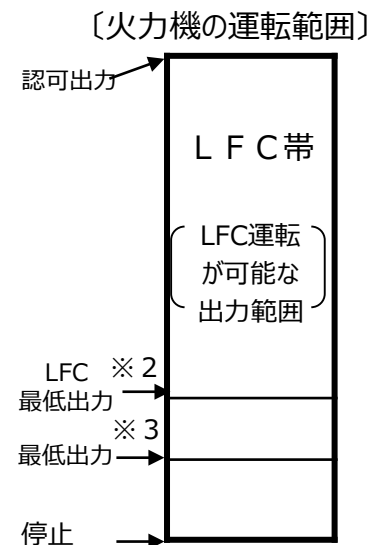 〔火力機の運転範囲〕
認可出力
ＬＦＣ帯
LFC運転
が可能な
出力範囲
LFC ※２
最低出力
※３
最低出力
停止